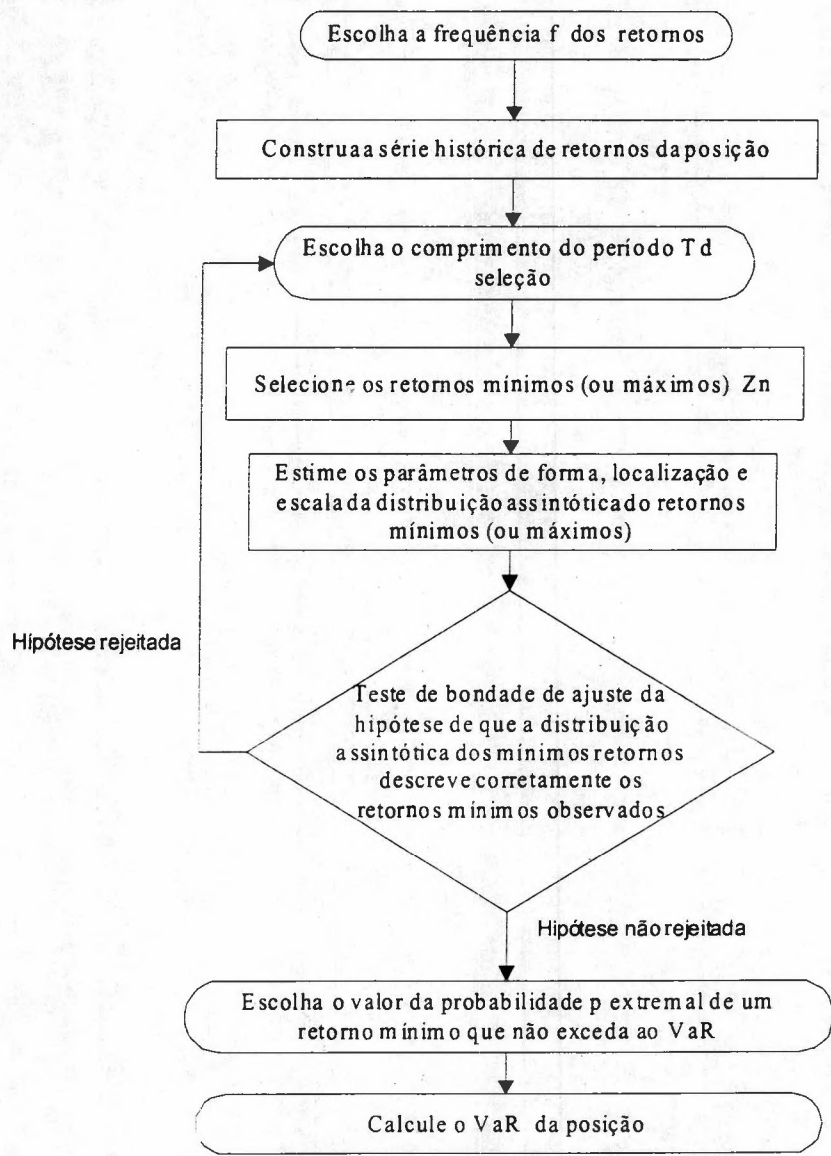 Escolha a frequência f dos retornos
Construa a série histórica de retornos da posição
Escolha o comprimento do período T d
seleção
Selecione os retornos mínimos (ou máximos) Zn
Estime os parâmetros de forma, localização e
escala da distribuição assintótica do retornos
mínimos (ou máximos)
Hipótese rejeitada
Teste de bondade de ajuste da
hipótese de que a distribuição
assintótica dos mínimos retornos
descreve corretamente os
retornos mínimos observados
Hipótese não rejeitada
Escolha o valor da probabilidade p extremal de um
retorno mínimo que não exceda ao VaR
Calcule o VaR da posição